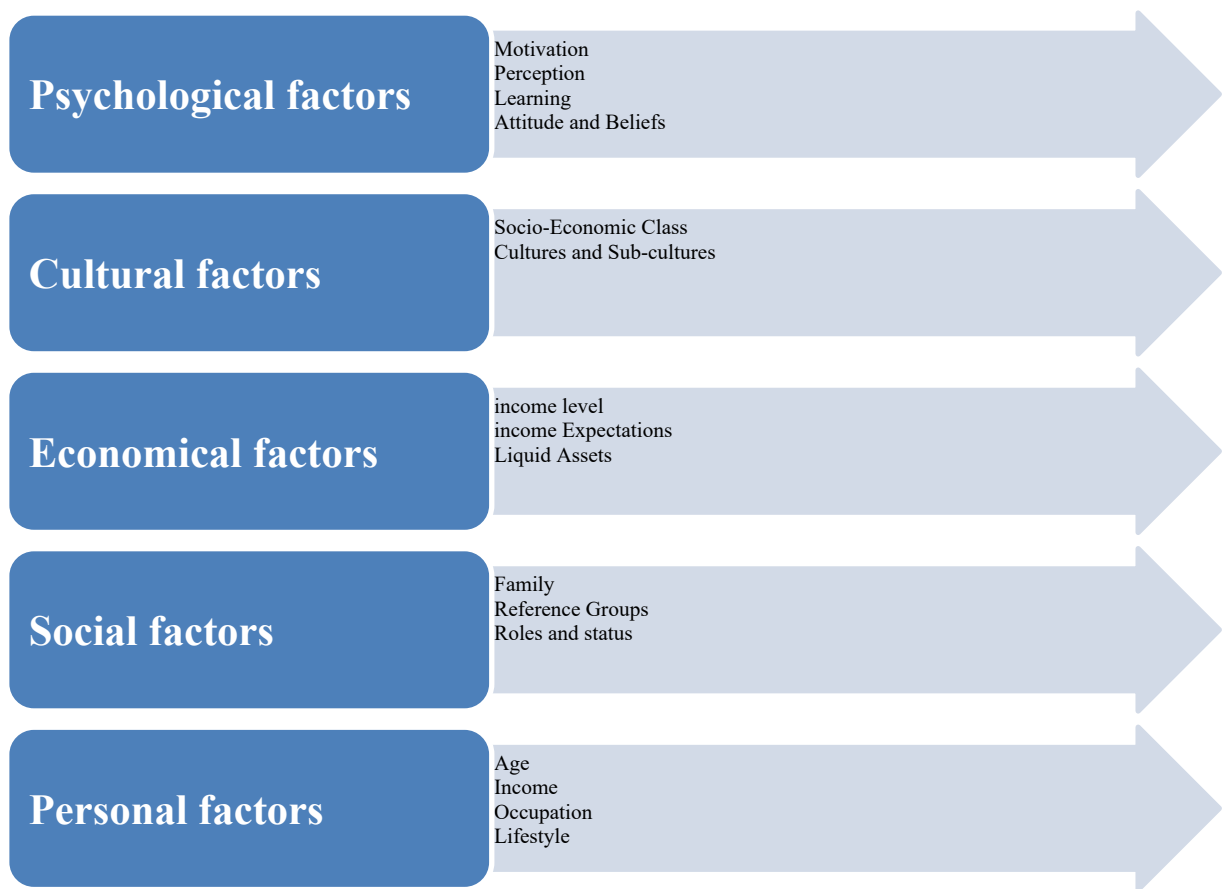 Psychological factors
Motivation
Perception
Learning
Attitude and Beliefs
Cultural factors
Socio-Economic Class
Cultures and Sub-cultures
Economical factors
income level
income Expectations
Liquid Assets
Social factors
Family
Reference Groups
Roles and status
Personal factors
Age
Income
Occupation
Lifestyle